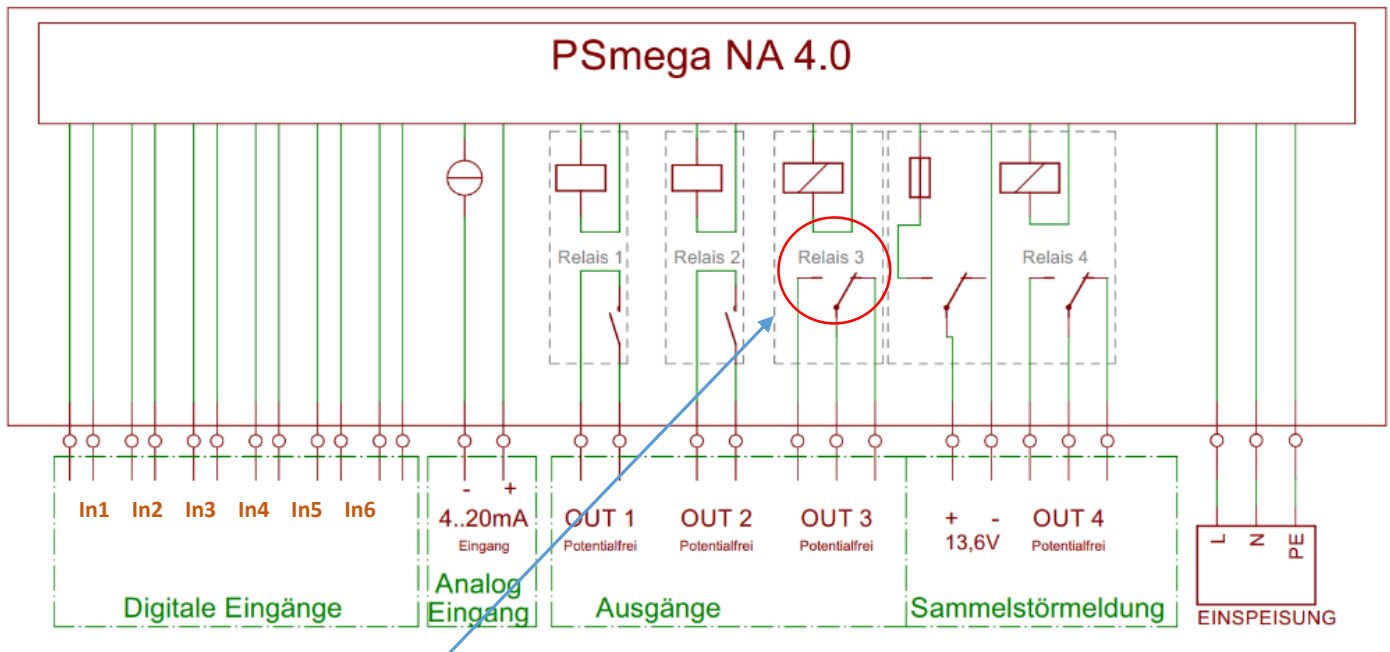 PSmega NA 4.0
Relais 1
Relais 2
Relais 3
Relais 4
In1 In2 In3 In4 In5 In6
Digitale Eingänge
- +
4..20mA
Eingang
Analog
Eingang
OUT 1
Potentialfrei
OUT 2
Potentialfrei
OUT 3
Potentialfrei
Ausgänge
+ -
13,6V
OUT 4
Potentialfrei
Sammelstörmeldung
L
N
PE
EINSPEISUNG